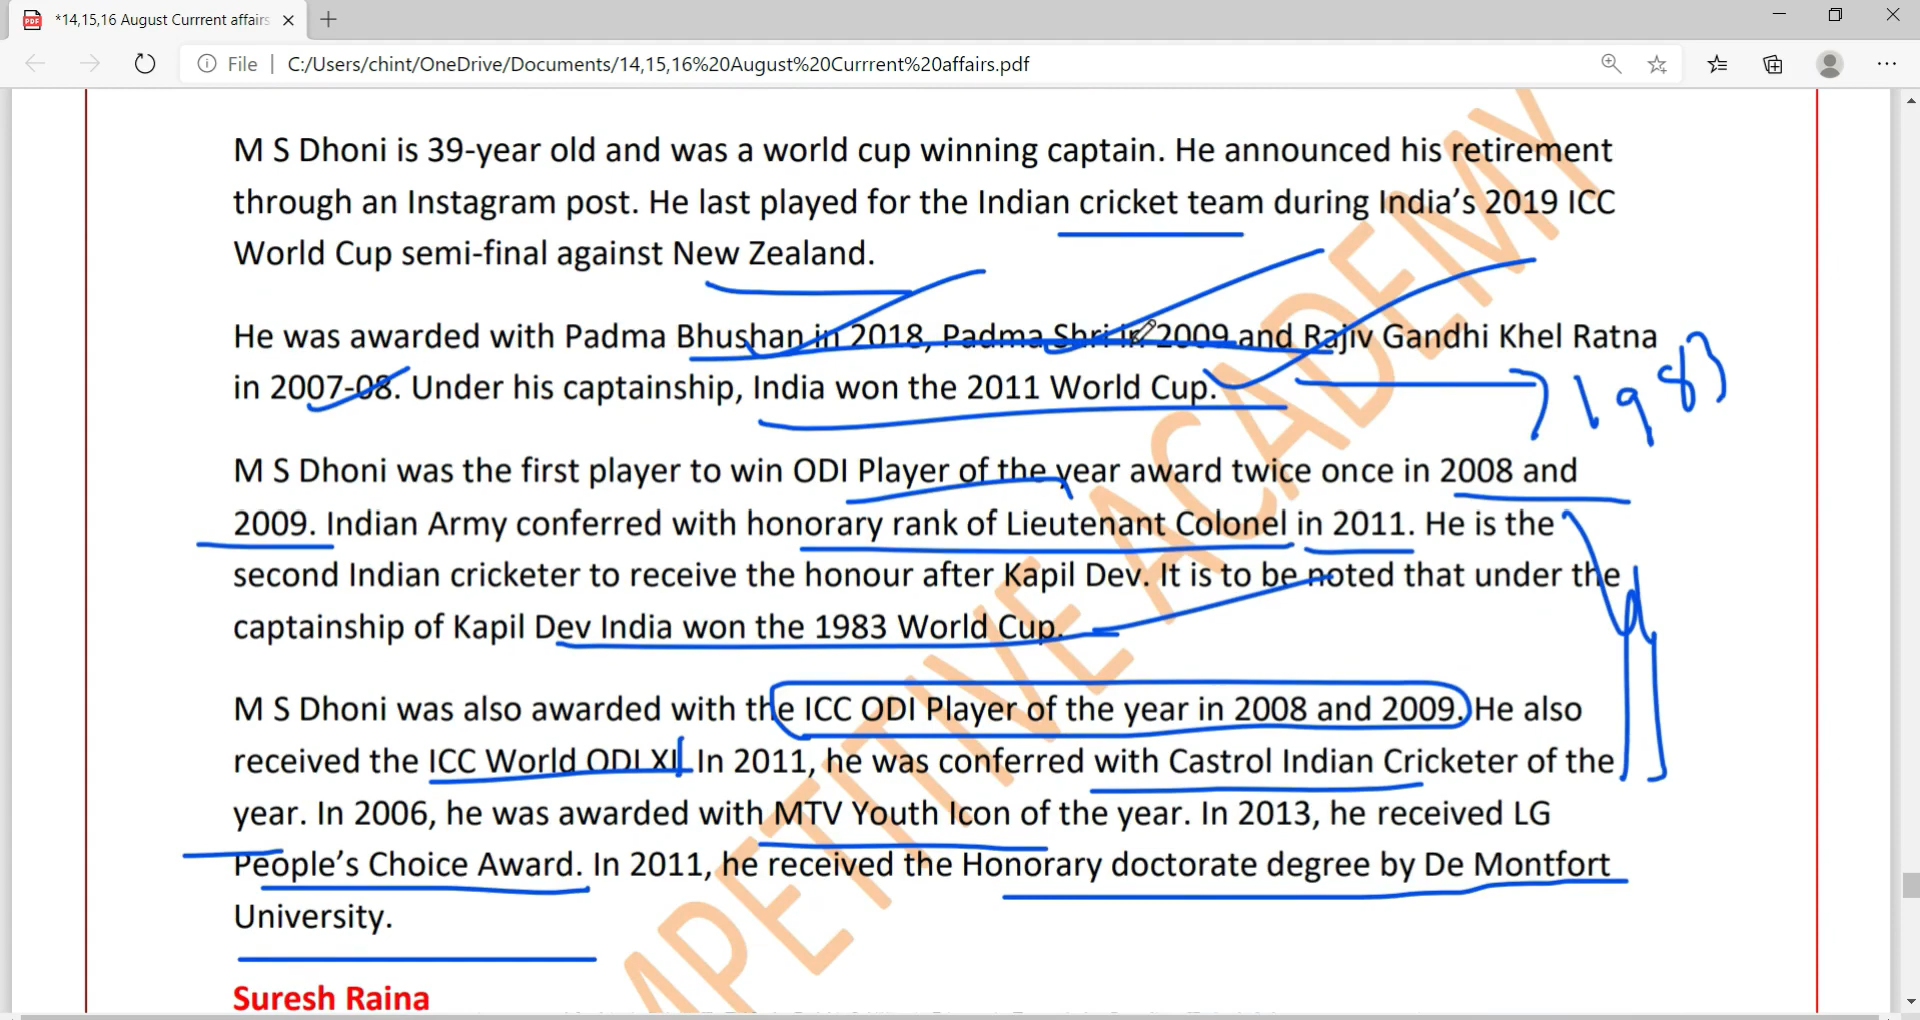 *14,15,16 August Currrent affairs
File
C:/Users/chint/OneDrive/Documents/14,15,16%20August%20Currrent%20affairs.pdf
M S Dhoni is 39-year old and was a world cup winning captain. He announced his retirement
through an Instagram post. He last played for the Indian cricket team during India’s 2019 ICC
World Cup semi-final against New Zealand.
He was awarded with Padma Bhushan in 2018, Padma Shri in 2009 and Rajiv Gandhi Khel Ratna
in 2007-08. Under his captainship, India won the 2011 World Cup.
1983
M S Dhoni was the first player to win ODI Player of the year award twice once in 2008 and
2009. Indian Army conferred with honorary rank of Lieutenant Colonel in 2011. He is the
second Indian cricketer to receive the honour after Kapil Dev. It is to be noted that under the
captainship of Kapil Dev India won the 1983 World Cup.
M S Dhoni was also awarded with the ICC ODI Player of the year in 2008 and 2009. He also
received the ICC World ODI XI. In 2011, he was conferred with Castrol Indian Cricketer of the
year. In 2006, he was awarded with MTV Youth Icon of the year. In 2013, he received LG
People’s Choice Award. In 2011, he received the Honorary doctorate degree by De Montfort
University.
Suresh Raina
MPETITIVE ACADEMY